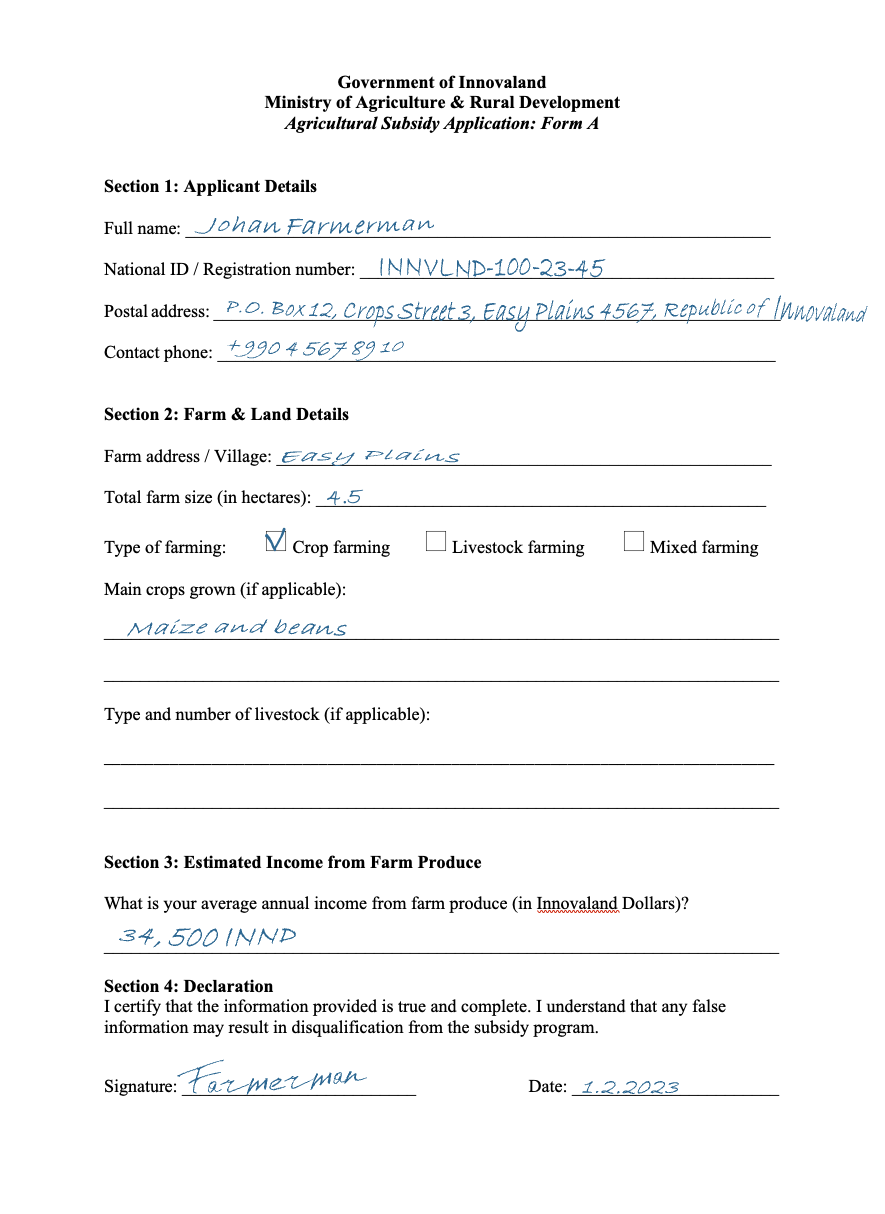 Government of Innovaland
Ministry of Agriculture & Rural Development
Agricultural Subsidy Application: Form A
Section 1: Applicant Details
Full name: Johan Farmerman
National ID / Registration number: INNVLND-100-23-45
Postal address: P.O. Box 12, Crops Street 3, Easy Plains 4567, Republic of Innovaland
Contact phone: +990 4 567 89 10
Section 2: Farm & Land Details
Farm address / Village: Easy Plains
Total farm size (in hectares): 4.5
Type of farming: Crop farming Livestock farming Mixed farming
Main crops grown (if applicable):
Maize and beans
Type and number of livestock (if applicable):
Section 3: Estimated Income from Farm Produce
What is your average annual income from farm produce (in Innovaland Dollars)?
34, 500 INND
Section 4: Declaration
I certify that the information provided is true and complete. I understand that any false
information may result in disqualification from the subsidy program.
Signature: Farmerman Date: 1.2.2023